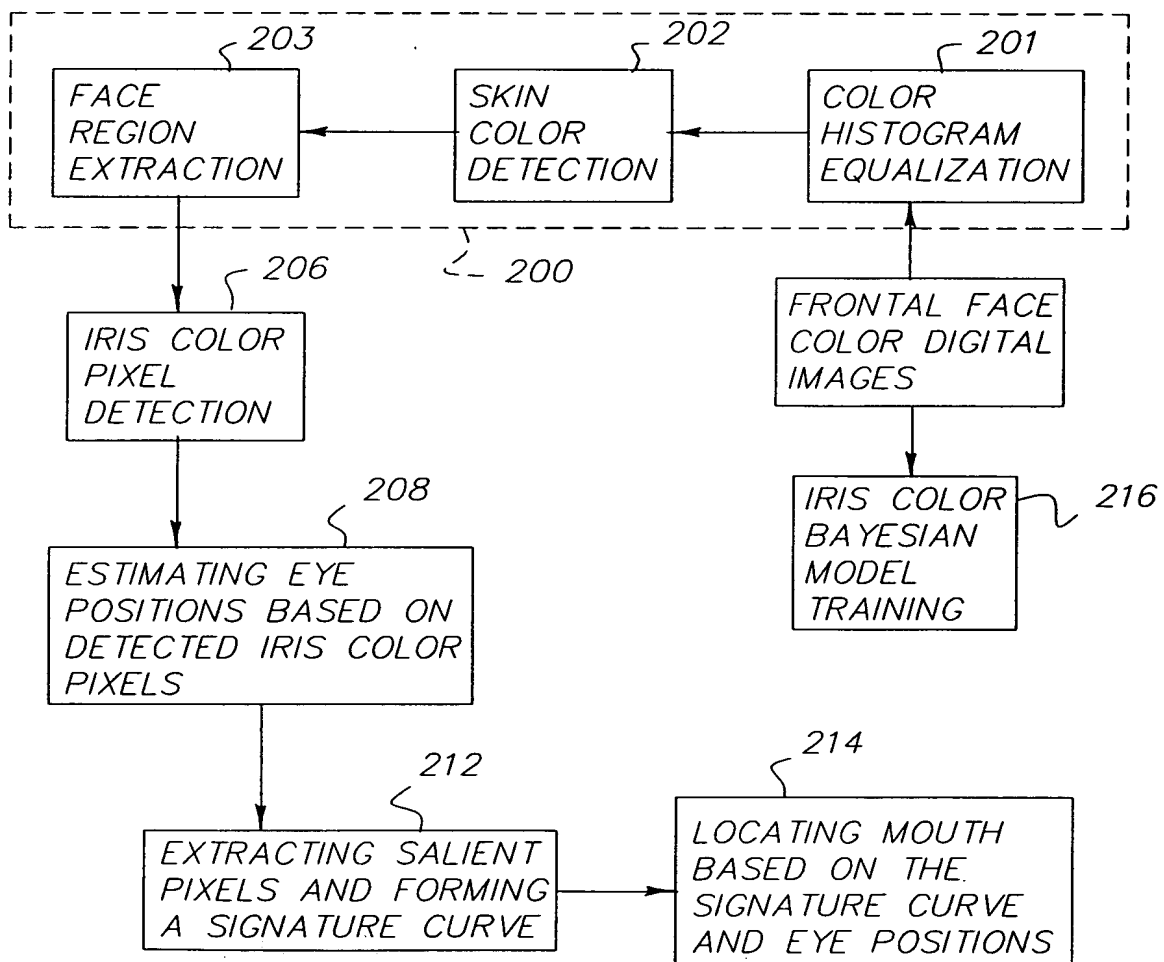 203
202
201
FACE
REGION
EXTRACTION
SKIN
COLOR
DETECTION
COLOR
HISTOGRAM
EQUALIZATION
200
206
FRONTAL FACE
COLOR DIGITAL
IMAGES
IRIS COLOR
PIXEL
DETECTION
208
216
IRIS COLOR
BAYESIAN
MODEL
TRAINING
ESTIMATING EYE
POSITIONS BASED ON
DETECTED IRIS COLOR
PIXELS
212
214
EXTRACTING SALIENT
PIXELS AND FORMING
A SIGNATURE CURVE
LOCATING MOUTH
BASED ON THE
SIGNATURE CURVE
AND EYE POSITIONS